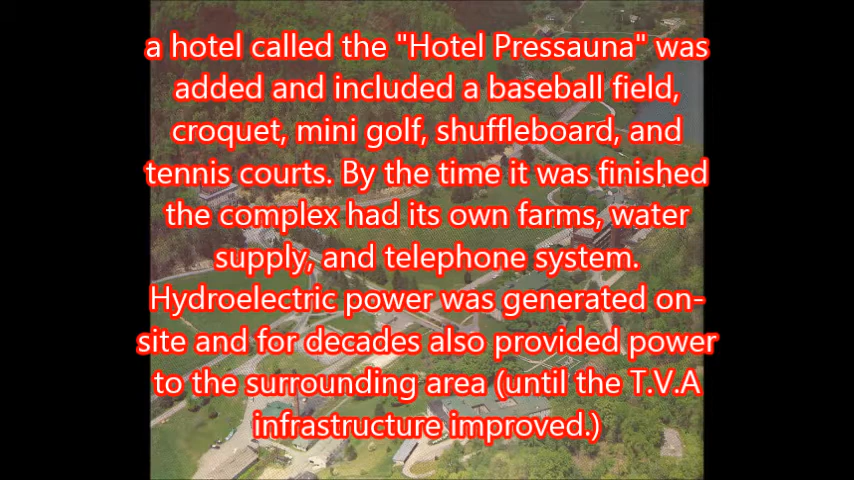 a hotel called the "Hotel Pressauna" was
added and included a baseball field,
croquet, mini golf, shuffleboard, and
tennis courts. By the time it was finished
the complex had its own farms, water
supply, and telephone system.
Hydroelectric power was generated on-
site and for decades also provided power
to the surrounding area (until the T.V.A
infrastructure improved.)